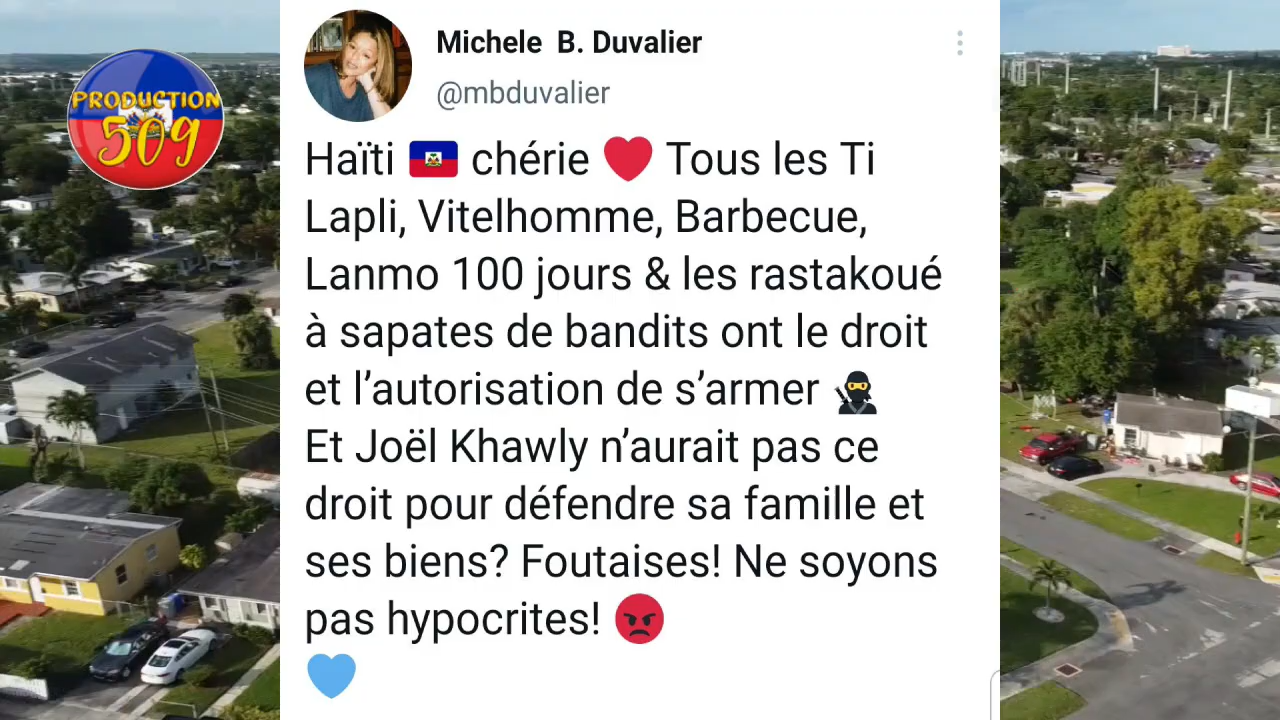 PRODUCTION
509
Michele B. Duvalier
@mbduvalier
Haïti 🇭🇹 chérie ❤️ Tous les Ti
Lapli, Vitelhomme, Barbecue,
Lanmo 100 jours & les rastakoué
à sapates de bandits ont le droit
et l’autorisation de s’armer 🥷
Et Joël Khawly n’aurait pas ce
droit pour défendre sa famille et
ses biens? Foutaises! Ne soyons
pas hypocrites! 😡
💙